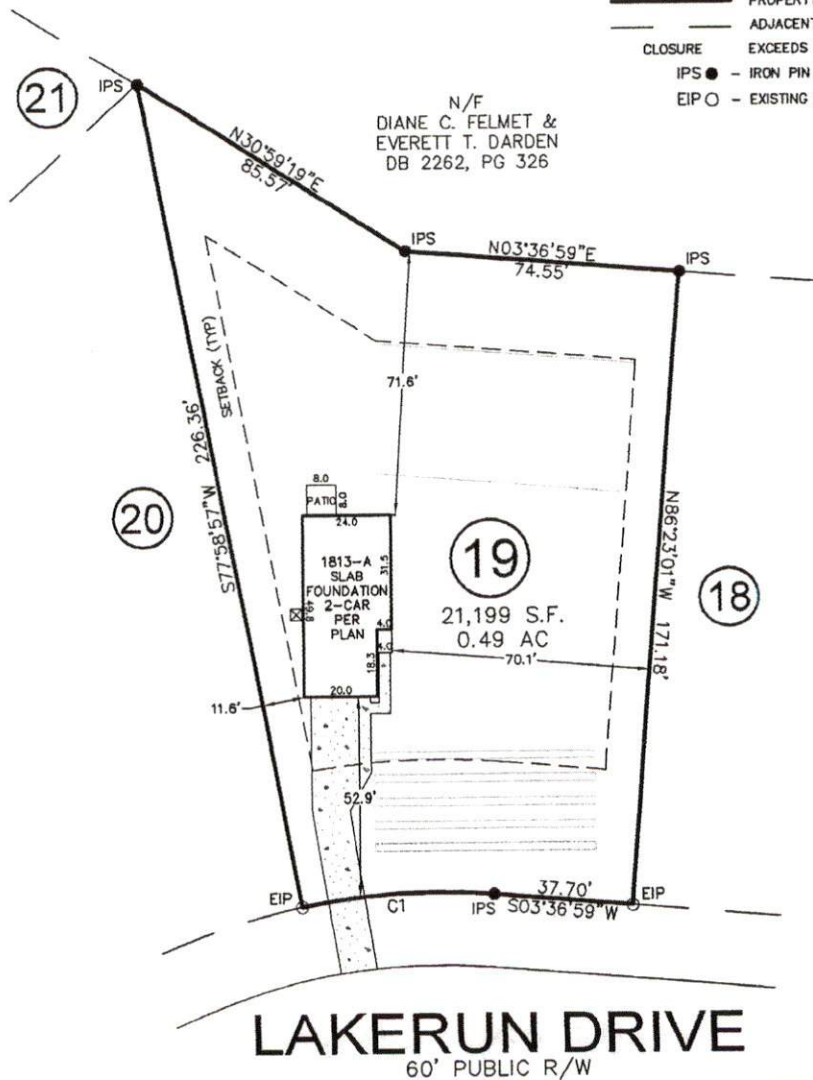 PROPERTY
ADJACENT
CLOSURE EXCEEDS
IPS ● - IRON PIN
EIP ○ - EXISTING
21
IPS
N/F
DIANE C. FELMET &
EVERETT T. DARDEN
DB 2262, PG 326
N30°59'19"E
85.57'
IPS
N03°36'59"E
74.55'
IPS
SETBACK (TYP)
71.6'
S77°58'57"W 226.36'
20
8.0
PATIO
8.0
24.0
1813-A
SLAB
FOUNDATION
2-CAR
PER
PLAN
49.8
31.5
4.0
4.0
18.3
20.0
19
21,199 S.F.
0.49 AC
70.1'
N86°23'01"W 171.18'
18
11.6'
52.9'
EIP
C1
IPS
37.70'
S03°36'59"W
EIP
LAKERUN DRIVE
60' PUBLIC R/W